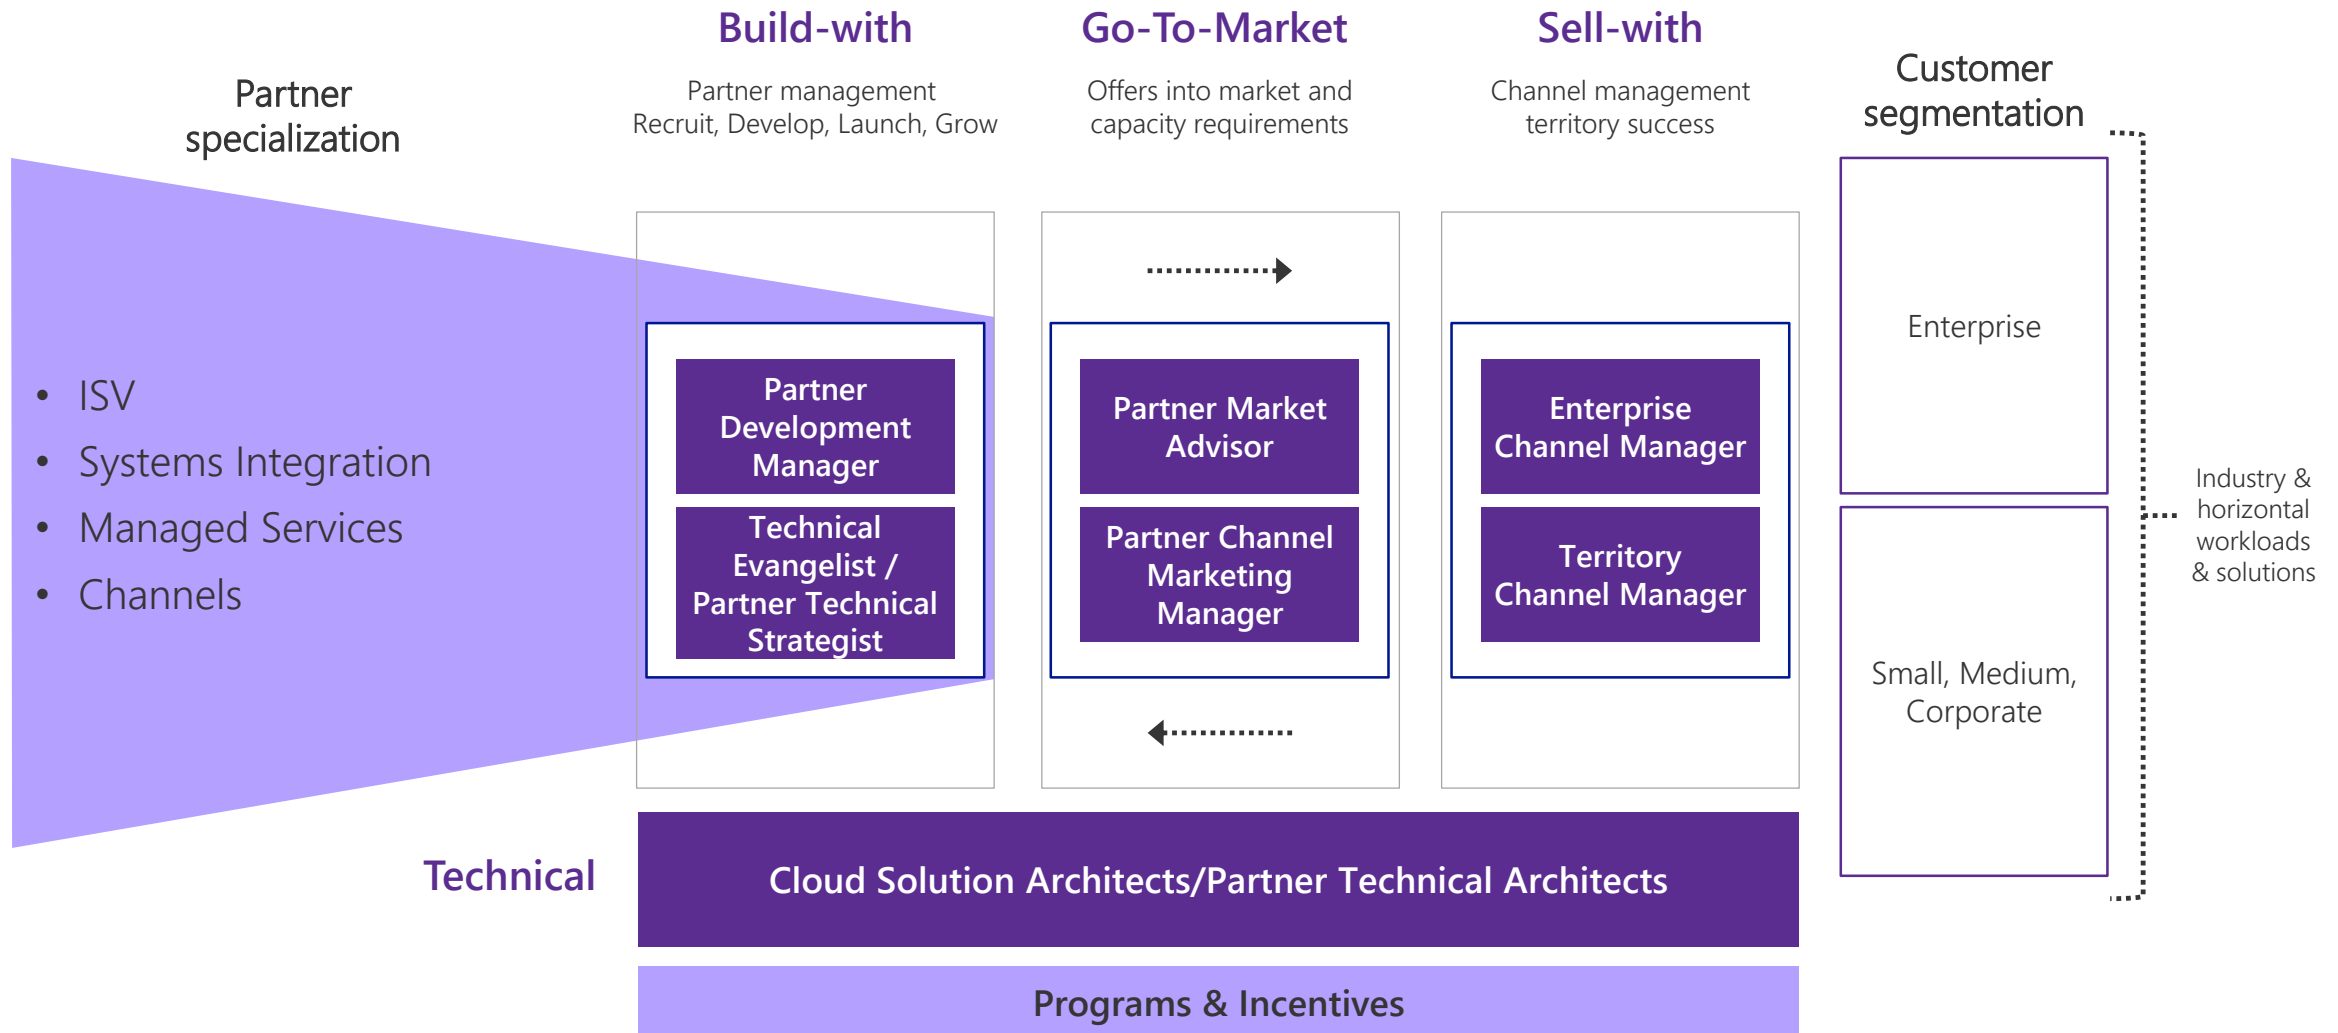 Partner
specialization
• ISV
• Systems Integration
• Managed Services
• Channels
Build-with
Partner management
Recruit, Develop, Launch, Grow
Partner
Development
Manager
Technical
Evangelist /
Partner Technical
Strategist
Go-To-Market
Offers into market and
capacity requirements
Partner Market
Advisor
Partner Channel
Marketing
Manager
Sell-with
Channel management
territory success
Enterprise
Channel Manager
Territory
Channel Manager
Customer
segmentation
Enterprise
Small, Medium,
Corporate
Industry &
horizontal
workloads
& solutions
Technical
Cloud Solution Architects/Partner Technical Architects
Programs & Incentives